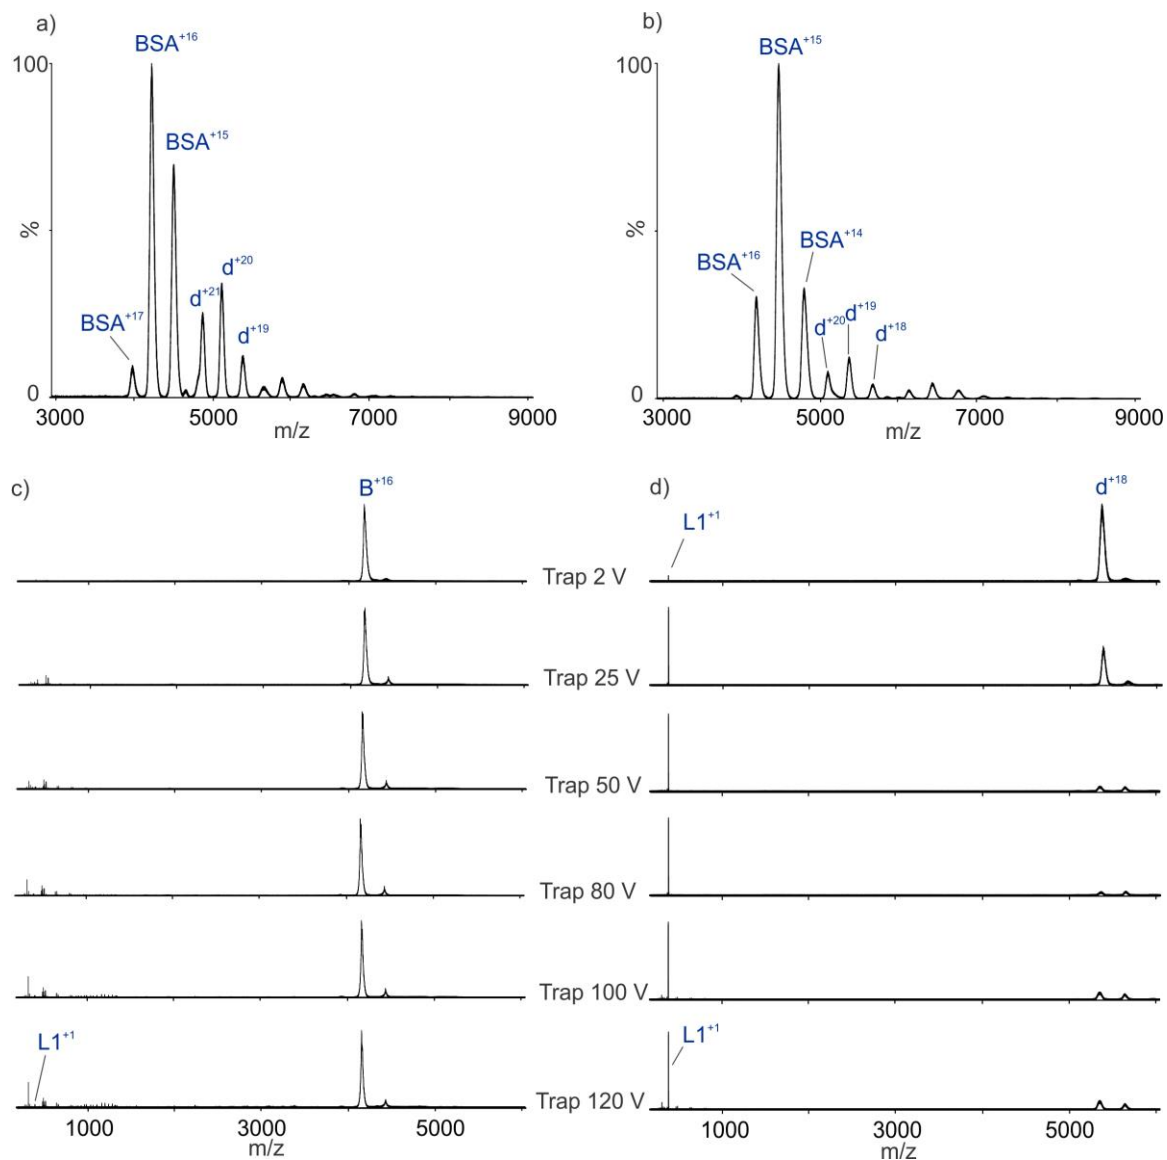 a)
BSA+16
100
BSA+15
%
d+20
d+21
BSA+17
d+19
0
3000 5000 7000 9000
m/z
b)
BSA+15
100
%
BSA+14
BSA+16
d+19
d+20
d+18
0
3000 5000 7000 9000
m/z
c)
B+16
d)
d+18
L1+1
Trap 2 V
Trap 25 V
Trap 50 V
Trap 80 V
Trap 100 V
L1+1
L1+1
Trap 120 V
1000 3000 5000
m/z
1000 3000 5000
m/z